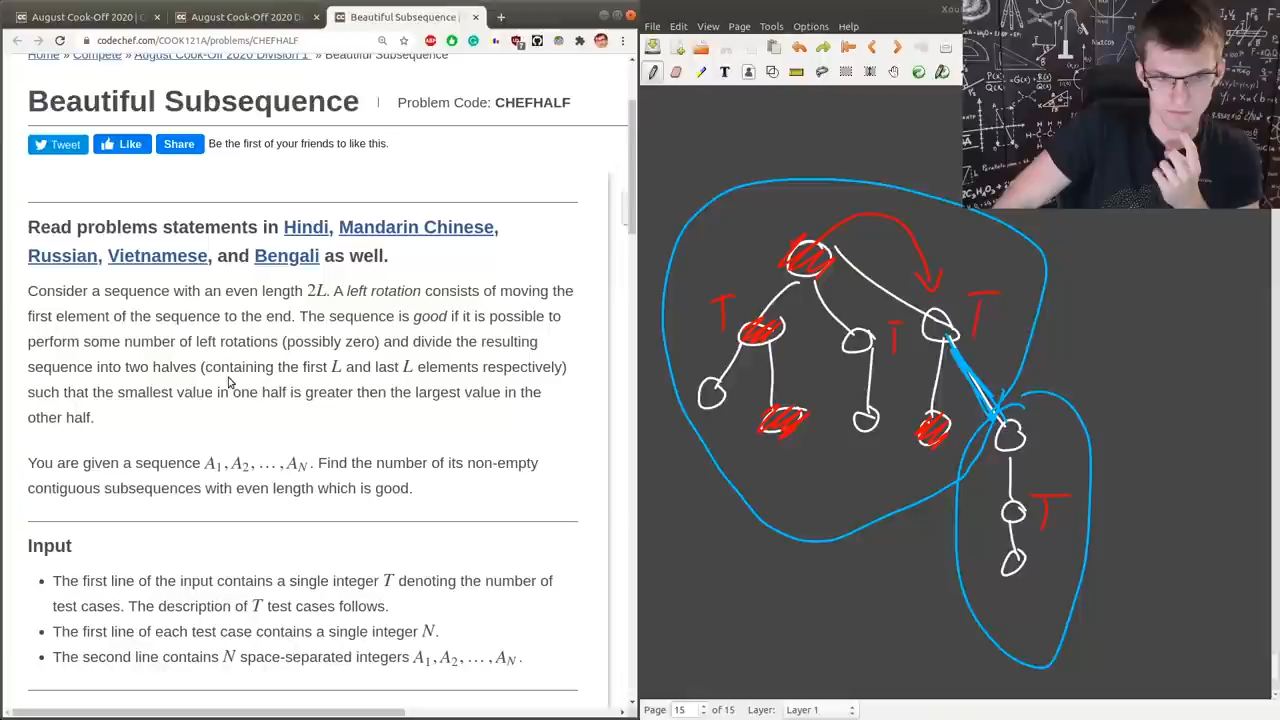 August Cook-Off 2020 (
August Cook-Off 2020 D
Beautiful Subsequence |
codechef.com/COOK121A/problems/CHEFHALF
Home » Compete » August Cook-Off 2020 Division 1 » Beautiful Subsequence
Beautiful Subsequence | Problem Code: CHEFHALF
Tweet Like Share Be the first of your friends to like this.
Read problems statements in Hindi, Mandarin Chinese,
Russian, Vietnamese, and Bengali as well.
Consider a sequence with an even length 2L. A left rotation consists of moving the
first element of the sequence to the end. The sequence is good if it is possible to
perform some number of left rotations (possibly zero) and divide the resulting
sequence into two halves (containing the first L and last L elements respectively)
such that the smallest value in one half is greater then the largest value in the
other half.
You are given a sequence A1, A2, …, AN. Find the number of its non-empty
contiguous subsequences with even length which is good.
Input
• The first line of the input contains a single integer T denoting the number of
test cases. The description of T test cases follows.
• The first line of each test case contains a single integer N.
• The second line contains N space-separated integers A1, A2, …, AN.
Xou
File Edit View Page Tools Options Help
T
T
T
T
T
Page 15 of 15 Layer: Layer 1